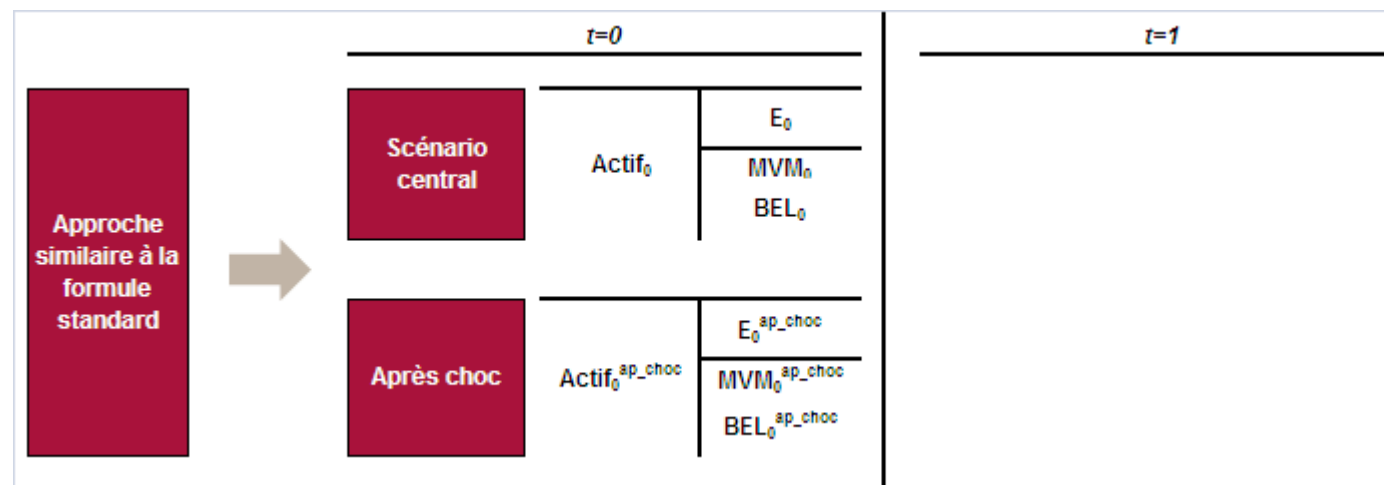 t=0
t=1
Approche
similaire à la
formule
standard
Scénario
central
Actif₀
E₀
MVM₀
BEL₀
Après choc
Actif₀ᵃᵖ_ᶜʰᵒᶜ
E₀ᵃᵖ_ᶜʰᵒᶜ
MVM₀ᵃᵖ_ᶜʰᵒᶜ
BEL₀ᵃᵖ_ᶜʰᵒᶜ